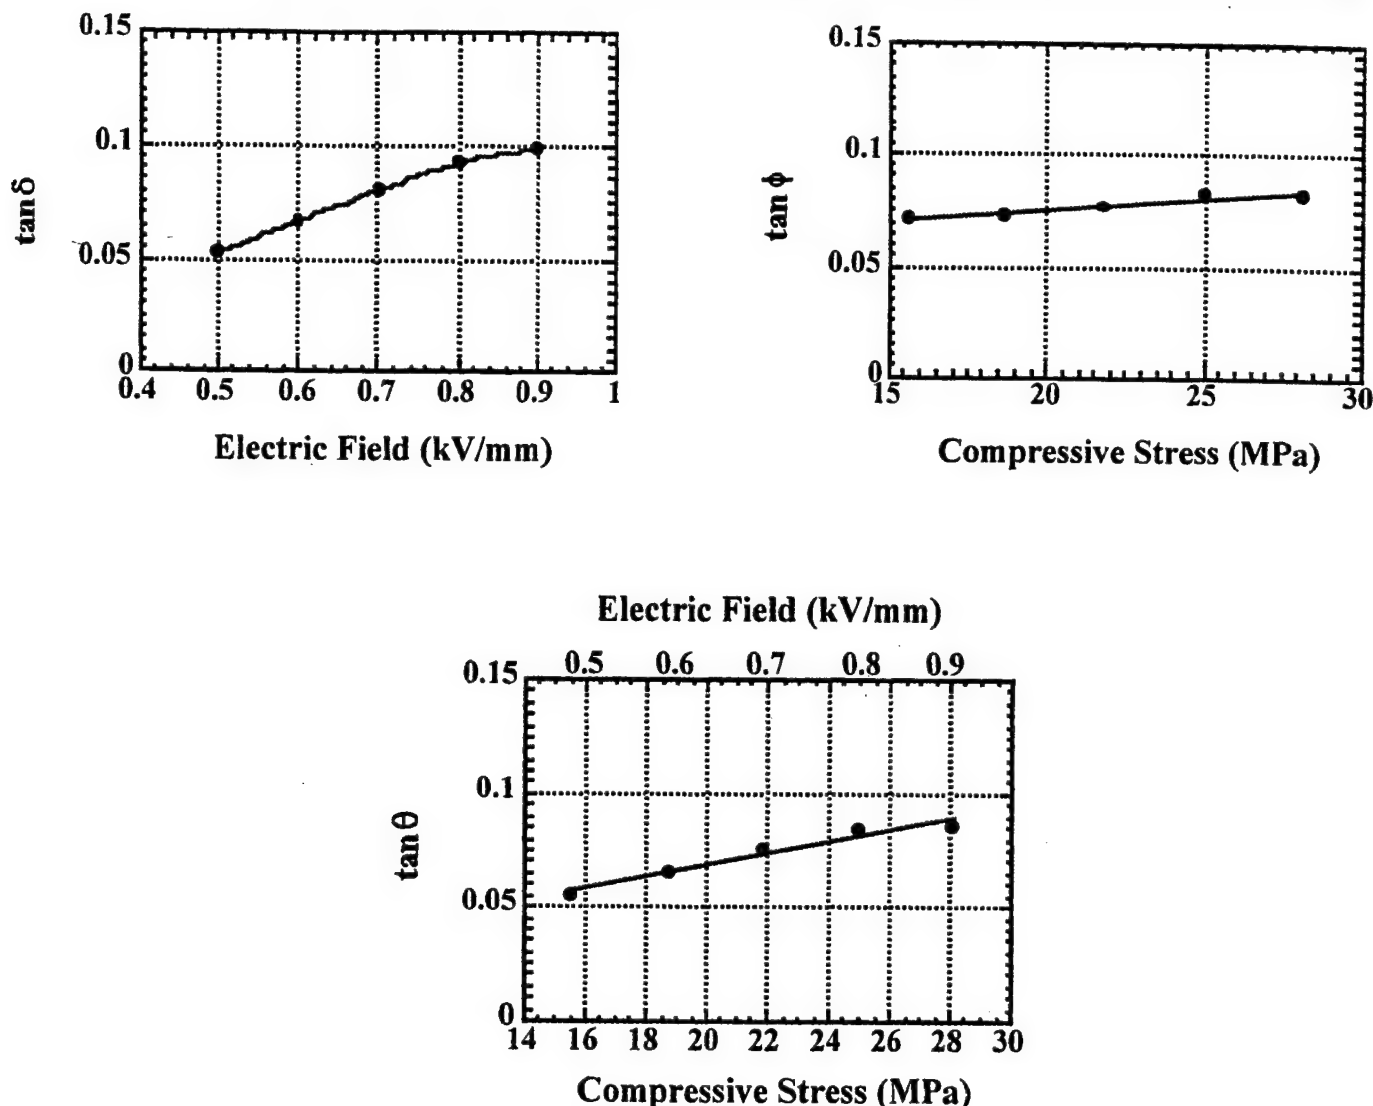 0.15
0.1
tan δ
0.05
0
0.4 0.5 0.6 0.7 0.8 0.9 1
Electric Field (kV/mm)
0.15
0.1
tan ϕ
0.05
0
15 20 25 30
Compressive Stress (MPa)
Electric Field (kV/mm)
0.5 0.6 0.7 0.8 0.9
0.15
0.1
tan θ
0.05
0
14 16 18 20 22 24 26 28 30
Compressive Stress (MPa)